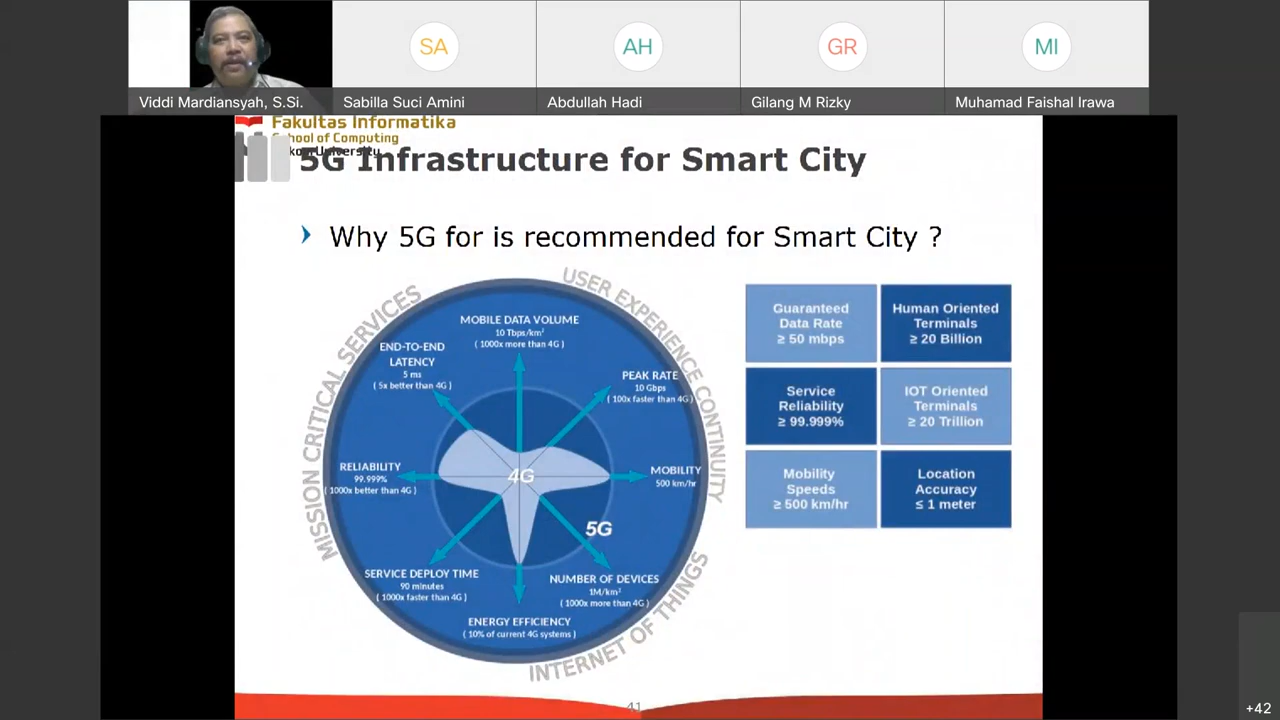 SA
AH
GR
MI
Viddi Mardiansyah, S.Si.
Sabilla Suci Amini
Abdullah Hadi
Gilang M Rizky
Muhamad Faishal Irawa
Fakultas Informatika
School of Computing
University
5G Infrastructure for Smart City
Why 5G for is recommended for Smart City ?
MISSION CRITICAL SERVICES
USER EXPERIENCE CONTINUITY
INTERNET OF THINGS
MOBILE DATA VOLUME
10 Tbps/km²
( 1000x more than 4G )
END-TO-END
LATENCY
5 ms
( 5x better than 4G )
PEAK RATE
10 Gbps
( 100x faster than 4G )
RELIABILITY
99.999%
( 1000x better than 4G )
4G
MOBILITY
500 km/hr
5G
SERVICE DEPLOY TIME
90 minutes
( 1000x faster than 4G )
NUMBER OF DEVICES
1M/km²
( 1000x more than 4G )
ENERGY EFFICIENCY
( 10% of current 4G systems )
Guaranteed
Data Rate
≥ 50 mbps
Human Oriented
Terminals
≥ 20 Billion
Service
Reliability
≥ 99.999%
IOT Oriented
Terminals
≥ 20 Trillion
Mobility
Speeds
≥ 500 km/hr
Location
Accuracy
≤ 1 meter
41
+42